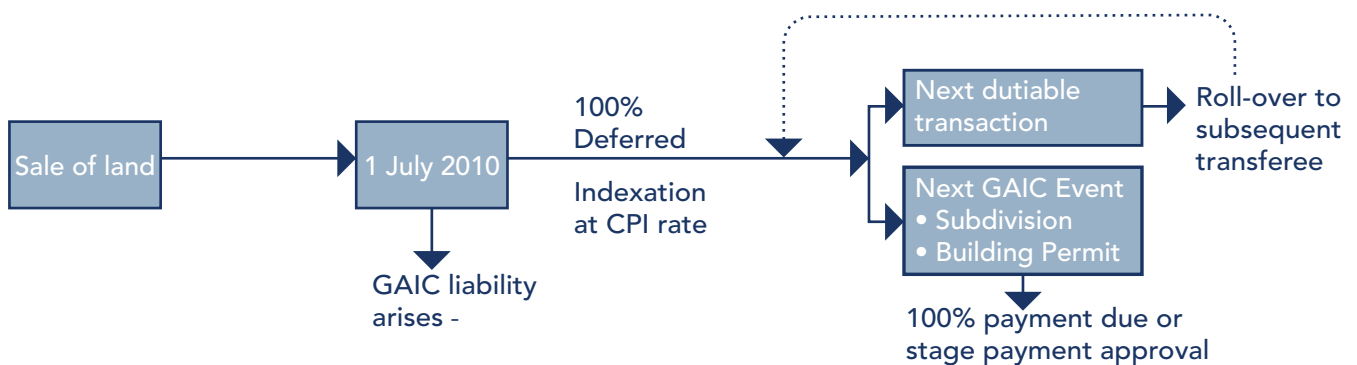 Sale of land
1 July 2010
GAIC liability
arises -
100%
Deferred
Indexation
at CPI rate
Next dutiable
transaction
Roll-over to
subsequent
transferee
Next GAIC Event
• Subdivision
• Building Permit
100% payment due or
stage payment approval